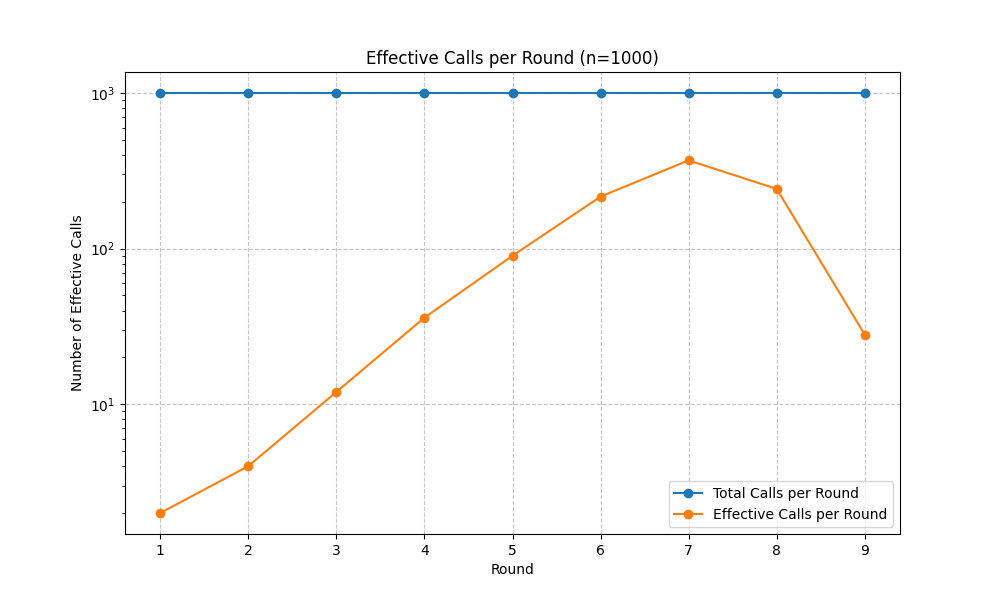 Effective Calls per Round (n=1000)
Number of Effective Calls
10³
10²
10¹
Total Calls per Round
Effective Calls per Round
1 2 3 4 5 6 7 8 9
Round